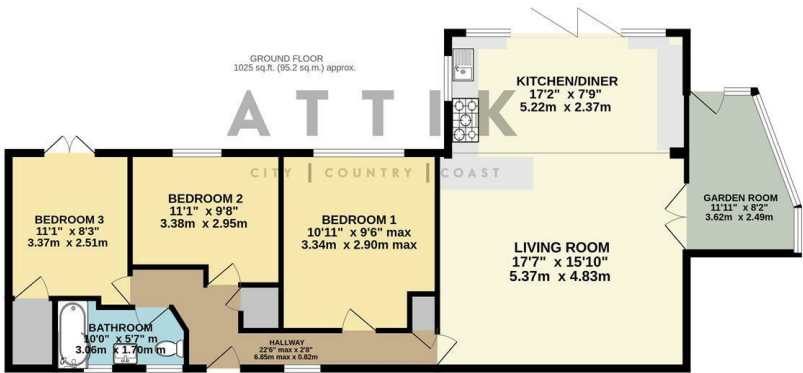 GROUND FLOOR
1025 sq.ft. (95.2 sq.m.) approx.
ATTIK
CITY | COUNTRY | COAST
KITCHEN/DINER
17'2" x 7'9"
5.22m x 2.37m
BEDROOM 3
11'1" x 8'3"
3.37m x 2.51m
BEDROOM 2
11'1" x 9'8"
3.38m x 2.95m
BEDROOM 1
10'11" x 9'6" max
3.34m x 2.90m max
LIVING ROOM
17'7" x 15'10"
5.37m x 4.83m
GARDEN ROOM
11'11" x 8'2"
3.62m x 2.49m
BATHROOM
10'0" x 5'7" m
3.06m x 1.70m m
HALLWAY
22'6" max x 2'8"
6.85m max x 0.82m